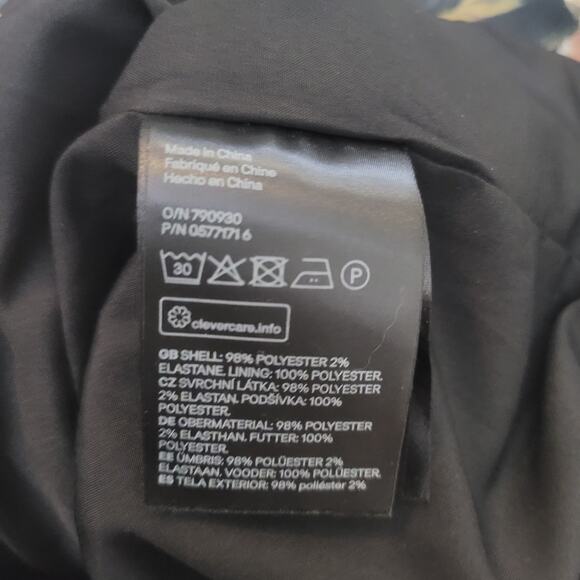 Made in China
Fabriqué en Chine
Hecho en China
O/N 790930
P/N 0577171 6
30
P
clevercare.info
GB SHELL: 98% POLYESTER 2%
ELASTANE. LINING: 100% POLYESTER.
CZ SVRCHNÍ LÁTKA: 98% POLYESTER
2% ELASTAN. PODŠÍVKA: 100%
POLYESTER.
DE OBERMATERIAL: 98% POLYESTER
2% ELASTHAN. FUTTER: 100%
POLYESTER.
EE ÜMBRIS: 98% POLÜESTER 2%
ELASTAAN. VOODER: 100% POLÜESTER.
ES TELA EXTERIOR: 98% poliéster 2%